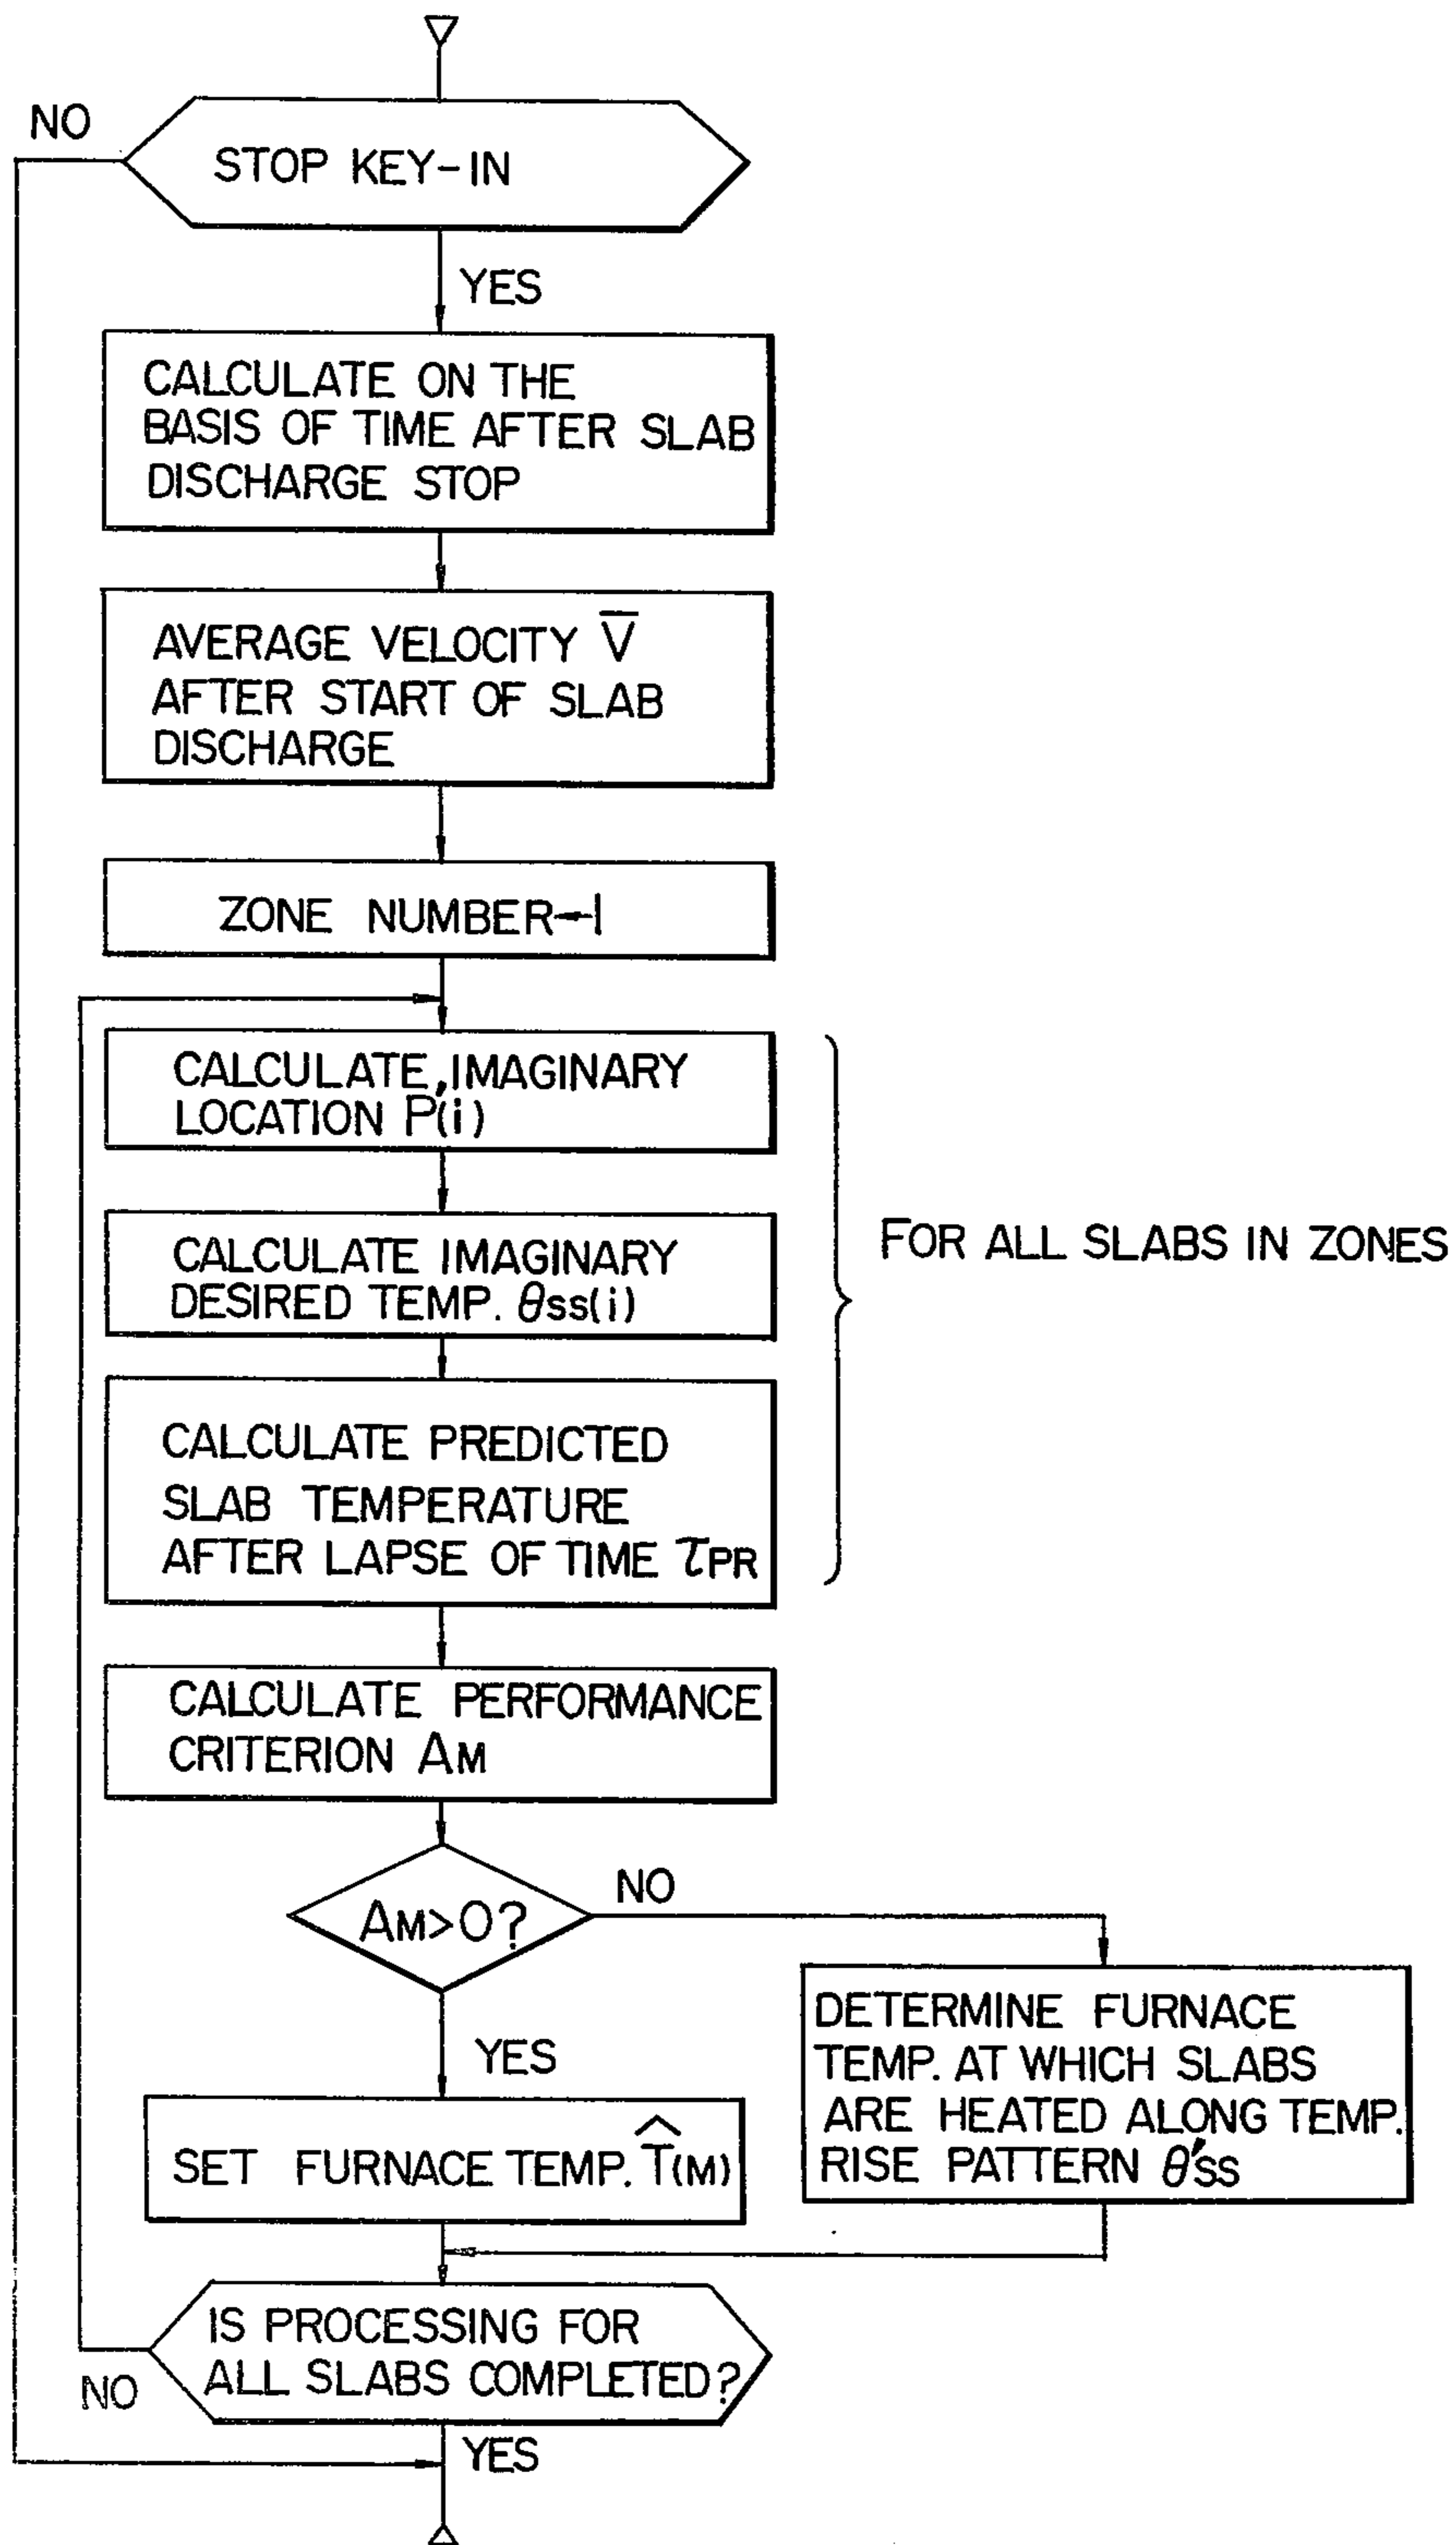 NO
STOP KEY-IN
YES
CALCULATE ON THE
BASIS OF TIME AFTER SLAB
DISCHARGE STOP
AVERAGE VELOCITY V̅
AFTER START OF SLAB
DISCHARGE
ZONE NUMBER←1
CALCULATE IMAGINARY
LOCATION P'(i)
CALCULATE IMAGINARY
DESIRED TEMP. θss(i)
FOR ALL SLABS IN ZONES
CALCULATE PREDICTED
SLAB TEMPERATURE
AFTER LAPSE OF TIME τPR
CALCULATE PERFORMANCE
CRITERION AM
AM>0?
NO
YES
DETERMINE FURNACE
TEMP. AT WHICH SLABS
ARE HEATED ALONG TEMP.
RISE PATTERN θ'ss
SET FURNACE TEMP. T̂(M)
IS PROCESSING FOR
ALL SLABS COMPLETED?
NO
YES